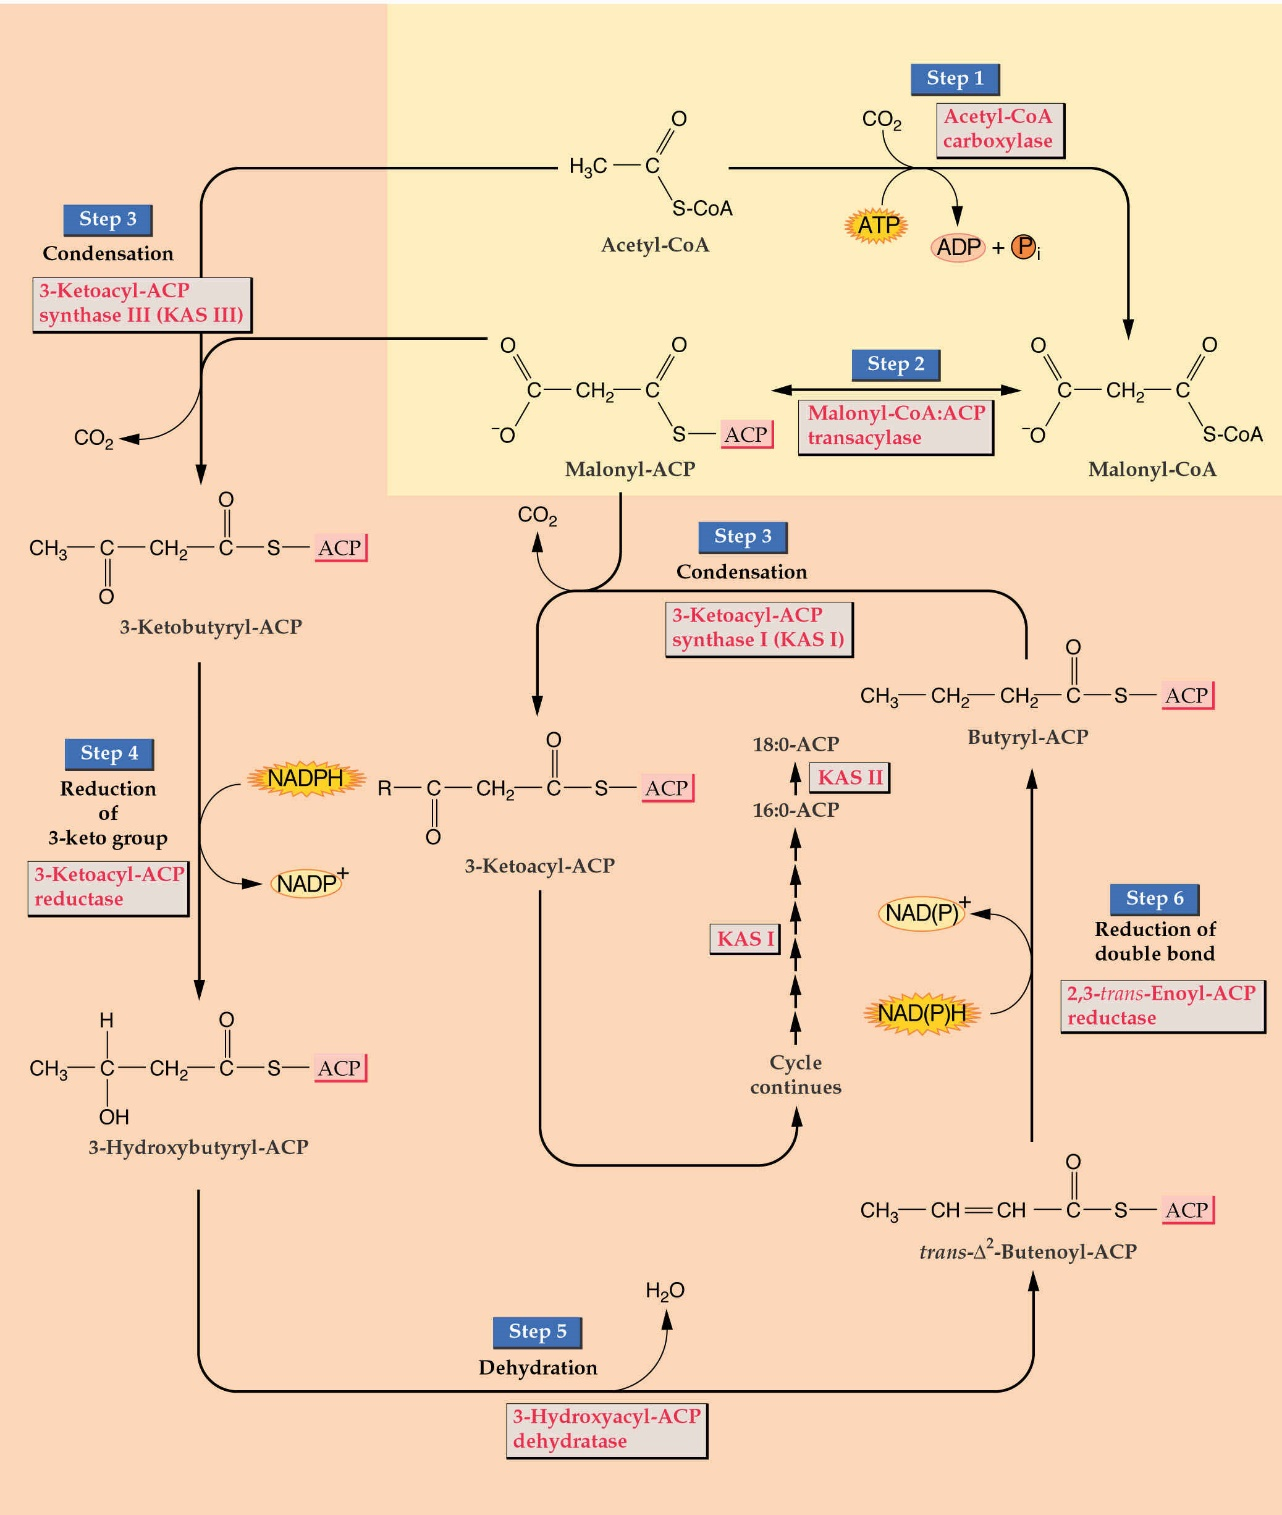 Step 1
Acetyl-CoA
carboxylase
CO₂
O
H₃C
C
S-CoA
Acetyl-CoA
ATP
ADP + Pi
Step 3
Condensation
3-Ketoacyl-ACP
synthase III (KAS III)
CO₂
O O
C CH₂ C
⁻O S ACP
Malonyl-ACP
Step 2
Malonyl-CoA:ACP
transacylase
O O
C CH₂ C
⁻O S-CoA
Malonyl-CoA
O
CH₃ C CH₂ C S ACP
O
3-Ketobutyryl-ACP
CO₂
Step 3
Condensation
3-Ketoacyl-ACP
synthase I (KAS I)
O
CH₃ CH₂ CH₂ C S ACP
Butyryl-ACP
Step 4
Reduction
of
3-keto group
3-Ketoacyl-ACP
reductase
NADPH
NADP⁺
O
R C CH₂ C S ACP
O
3-Ketoacyl-ACP
18:0-ACP
KAS II
16:0-ACP
KAS I
Cycle
continues
NAD(P)⁺
NAD(P)H
Step 6
Reduction of
double bond
2,3-trans-Enoyl-ACP
reductase
H O
CH₃ C CH₂ C S ACP
OH
3-Hydroxybutyryl-ACP
O
CH₃ CH CH C S ACP
trans-Δ²-Butenoyl-ACP
H₂O
Step 5
Dehydration
3-Hydroxyacyl-ACP
dehydratase